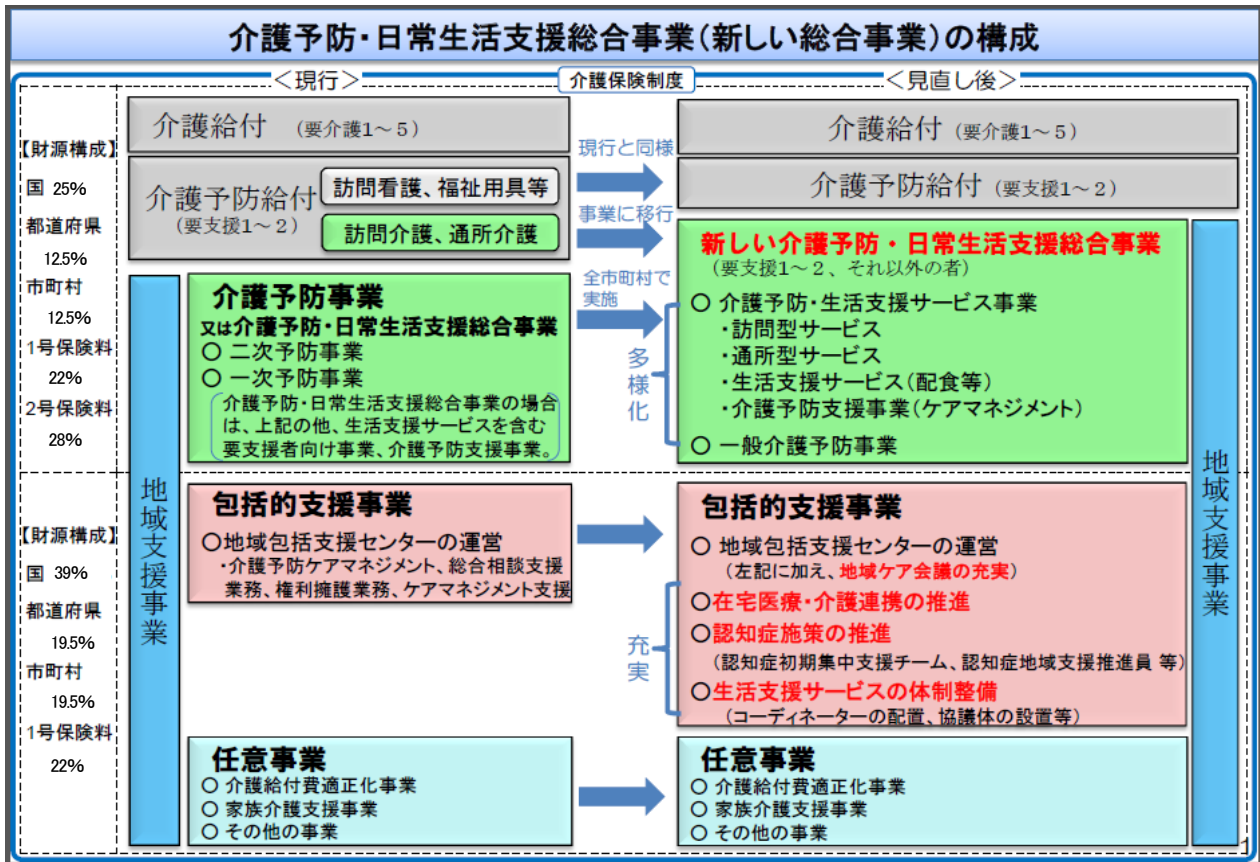 介護予防・日常生活支援総合事業(新しい総合事業)の構成
＜現行＞
介護保険制度
＜見直し後＞
【財源構成】
国 25%
都道府県
12.5%
市町村
12.5%
1号保険料
22%
2号保険料
28%
【財源構成】
国 39%
都道府県
19.5%
市町村
19.5%
1号保険料
22%
介護給付 (要介護1～5)
介護予防給付
(要支援1～2)
訪問看護、福祉用具等
訪問介護、通所介護
地域支援事業
介護予防事業
又は介護予防・日常生活支援総合事業
○ 二次予防事業
○ 一次予防事業
介護予防・日常生活支援総合事業の場合
は、上記の他、生活支援サービスを含む
要支援者向け事業、介護予防支援事業。
包括的支援事業
○地域包括支援センターの運営
・介護予防ケアマネジメント、総合相談支援
業務、権利擁護業務、ケアマネジメント支援
任意事業
○ 介護給付費適正化事業
○ 家族介護支援事業
○ その他の事業
現行と同様
事業に移行
全市町村で
実施
多様化
充実
介護給付 (要介護1～5)
介護予防給付 (要支援1～2)
新しい介護予防・日常生活支援総合事業
(要支援1～2、それ以外の者)
○ 介護予防・生活支援サービス事業
・訪問型サービス
・通所型サービス
・生活支援サービス(配食等)
・介護予防支援事業(ケアマネジメント)
○ 一般介護予防事業
包括的支援事業
○ 地域包括支援センターの運営
(左記に加え、地域ケア会議の充実)
○在宅医療・介護連携の推進
○認知症施策の推進
(認知症初期集中支援チーム、認知症地域支援推進員 等)
○生活支援サービスの体制整備
(コーディネーターの配置、協議体の設置等)
任意事業
○ 介護給付費適正化事業
○ 家族介護支援事業
○ その他の事業
地域支援事業
1